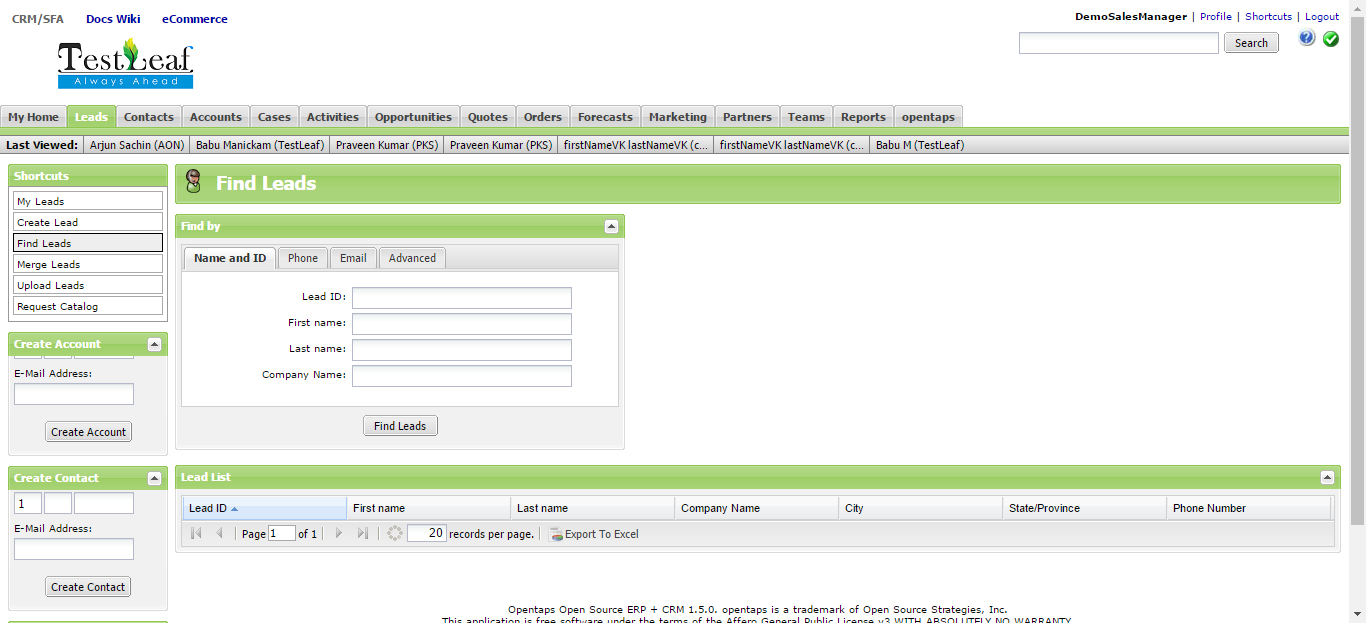 CRM/SFA Docs Wiki eCommerce
DemoSalesManager | Profile | Shortcuts | Logout
Search
TestLeaf
Always Ahead
My Home Leads Contacts Accounts Cases Activities Opportunities Quotes Orders Forecasts Marketing Partners Teams Reports opentaps
Last Viewed: Arjun Sachin (AON) Babu Manickam (TestLeaf) Praveen Kumar (PKS) Praveen Kumar (PKS) firstNameVK lastNameVK (c... firstNameVK lastNameVK (c... Babu M (TestLeaf)
Shortcuts
My Leads
Create Lead
Find Leads
Merge Leads
Upload Leads
Request Catalog
Create Account
E-Mail Address:
Create Account
Create Contact
1
E-Mail Address:
Create Contact
Find Leads
Find by
Name and ID Phone Email Advanced
Lead ID:
First name:
Last name:
Company Name:
Find Leads
Lead List
Lead ID First name Last name Company Name City State/Province Phone Number
Page 1 of 1 20 records per page. Export To Excel
Opentaps Open Source ERP + CRM 1.5.0. opentaps is a trademark of Open Source Strategies, Inc.
This application is free software under the terms of the Affero General Public License v3 WITH ABSOLUTELY NO WARRANTY